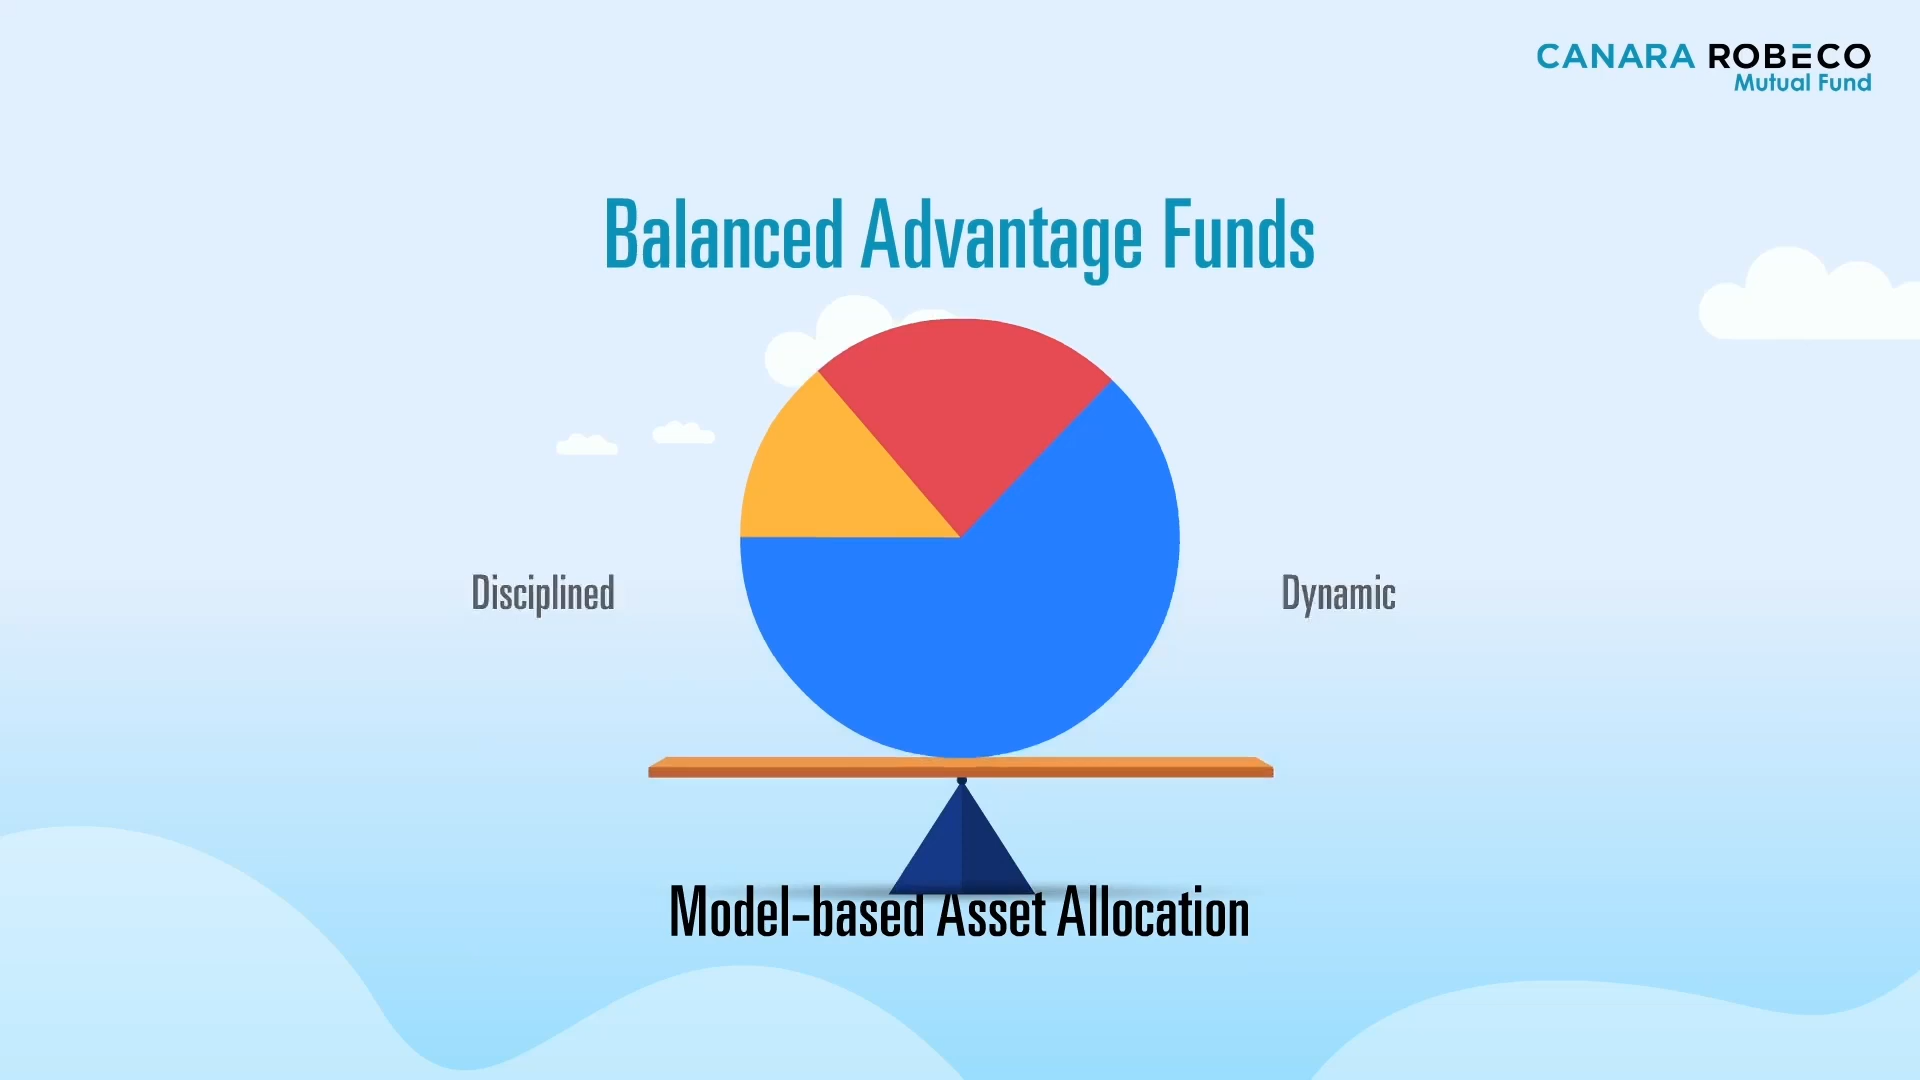 CANARA ROBECO
Mutual Fund
Balanced Advantage Funds
Disciplined
Dynamic
Model-based Asset Allocation